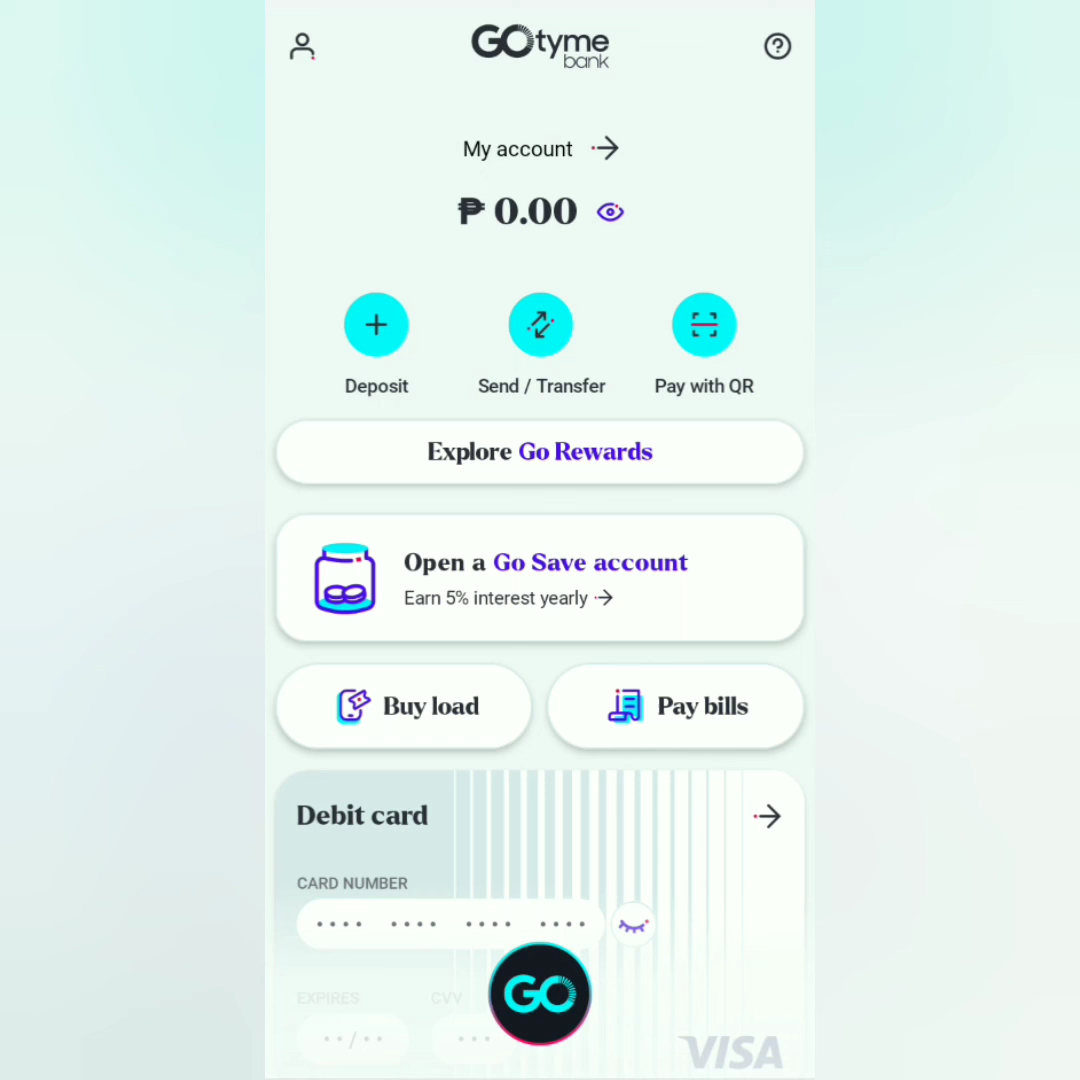 GOtyme
bank
My account
₱ 0.00
Deposit
Send / Transfer
Pay with QR
Explore Go Rewards
Open a Go Save account
Earn 5% interest yearly
Buy load
Pay bills
Debit card
CARD NUMBER
•••• •••• •••• ••••
EXPIRES
CVV
••/••
•••
GO
VISA